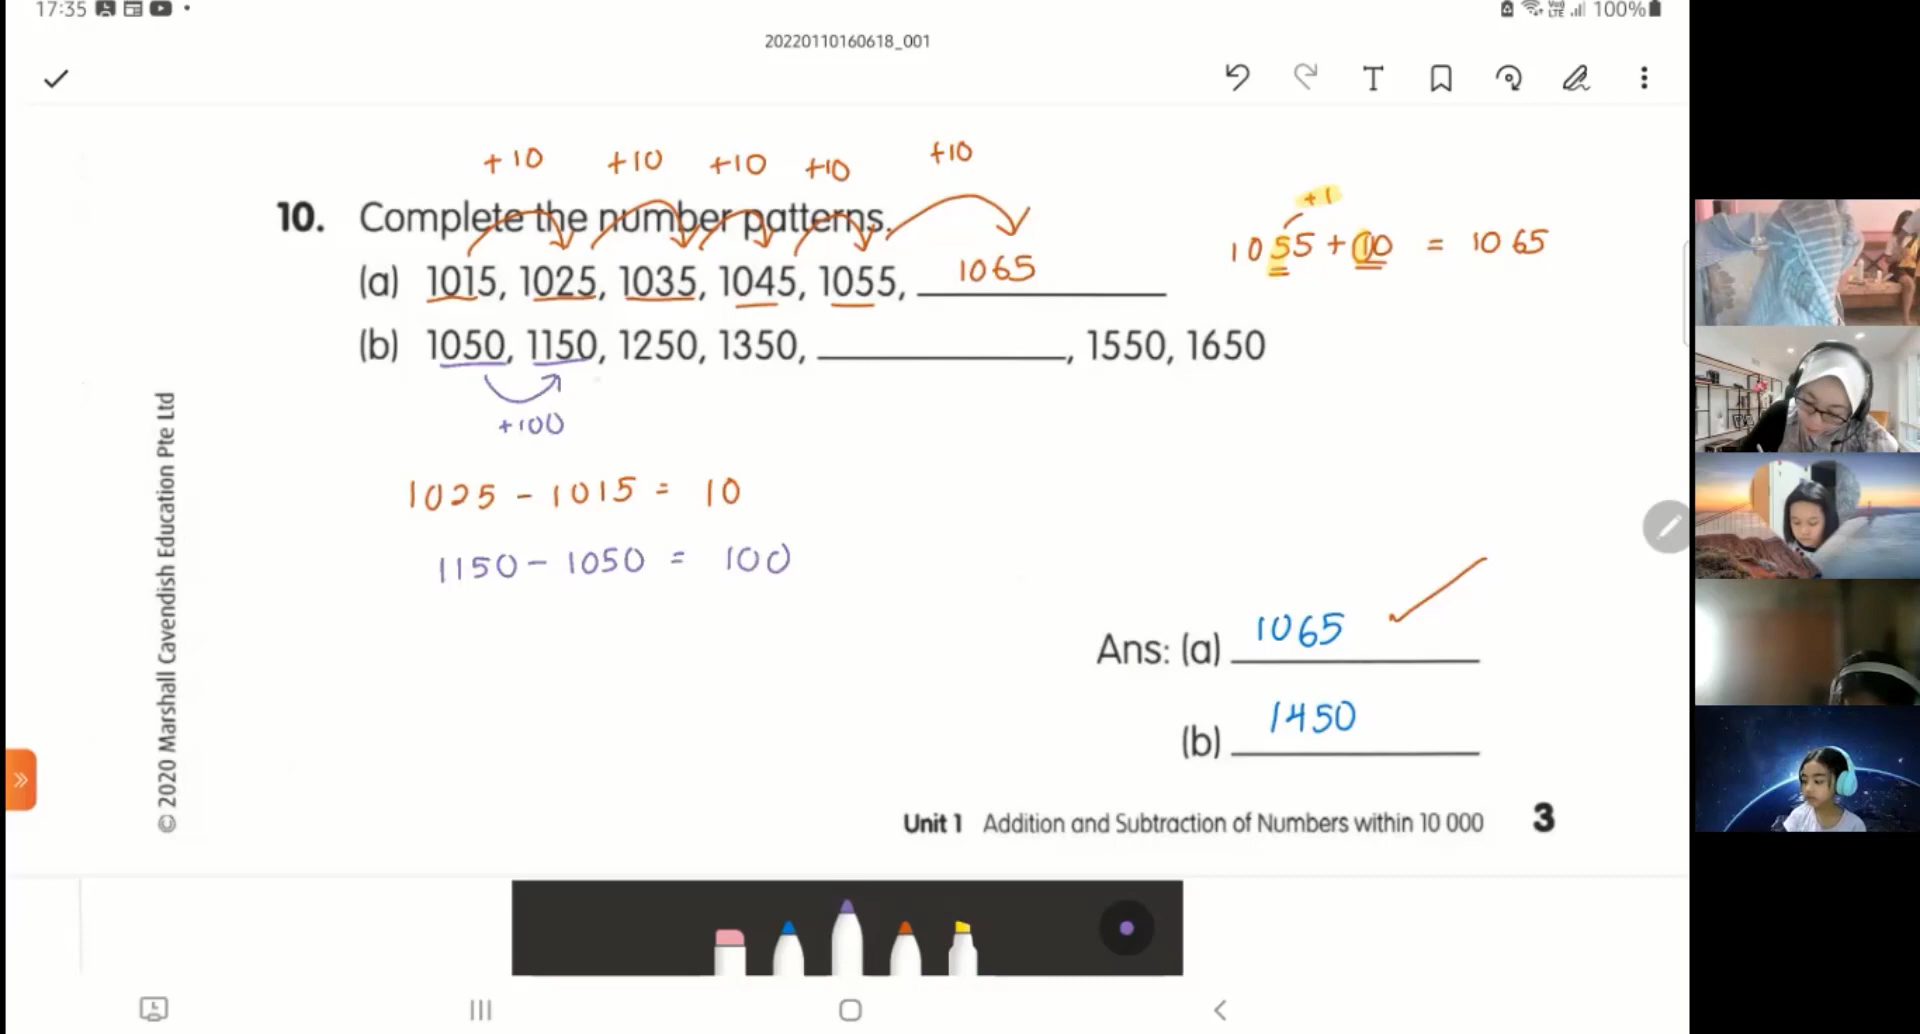 17:35
100%
20220110160618_001
T
+10 +10 +10 +10 +10
10. Complete the number patterns.
+1
1055 + 10 = 1065
(a) 1015, 1025, 1035, 1045, 1055, 1065
(b) 1050, 1150, 1250, 1350, ____________, 1550, 1650
+100
1025 - 1015 = 10
1150 - 1050 = 100
Ans: (a) 1065
(b) 1450
© 2020 Marshall Cavendish Education Pte Ltd
Unit 1 Addition and Subtraction of Numbers within 10 000 3